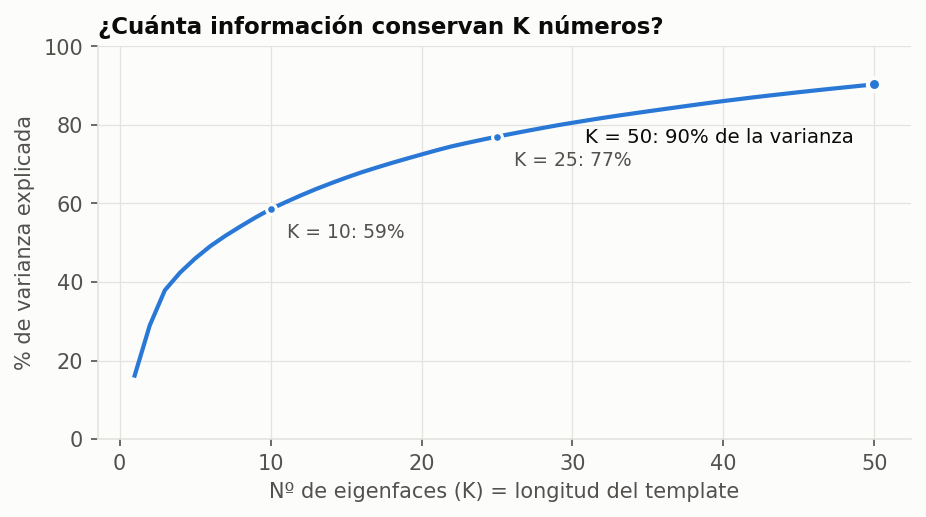 ¿Cuánta información conservan K números?
% de varianza explicada
100
80
60
40
20
0
K = 50: 90% de la varianza
K = 25: 77%
K = 10: 59%
0 10 20 30 40 50
Nº de eigenfaces (K) = longitud del template